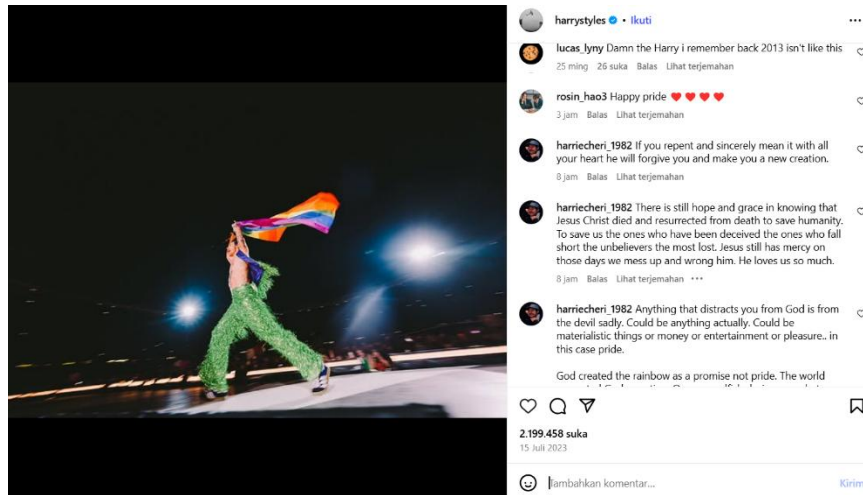 harrystyles • Ikuti
lucas_lyny Damn the Harry i remember back 2013 isn't like this
25 ming 26 suka Balas Lihat terjemahan
rosin_hao3 Happy pride ♥️ ♥️ ♥️ ♥️
3 jam Balas Lihat terjemahan
harriecheri_1982 If you repent and sincerely mean it with all
your heart he will forgive you and make you a new creation.
8 jam Balas Lihat terjemahan
harriecheri_1982 There is still hope and grace in knowing that
Jesus Christ died and resurrected from death to save humanity.
To save us the ones who have been deceived the ones who fall
short the unbelievers the most lost. Jesus still has mercy on
those days we mess up and wrong him. He loves us so much.
8 jam Balas Lihat terjemahan •••
harriecheri_1982 Anything that distracts you from God is from
the devil sadly. Could be anything actually. Could be
materialistic things or money or entertainment or pleasure.. in
this case pride.
God created the rainbow as a promise not pride. The world
2.199.458 suka
15 Juli 2023
Tambahkan komentar...
Kirim